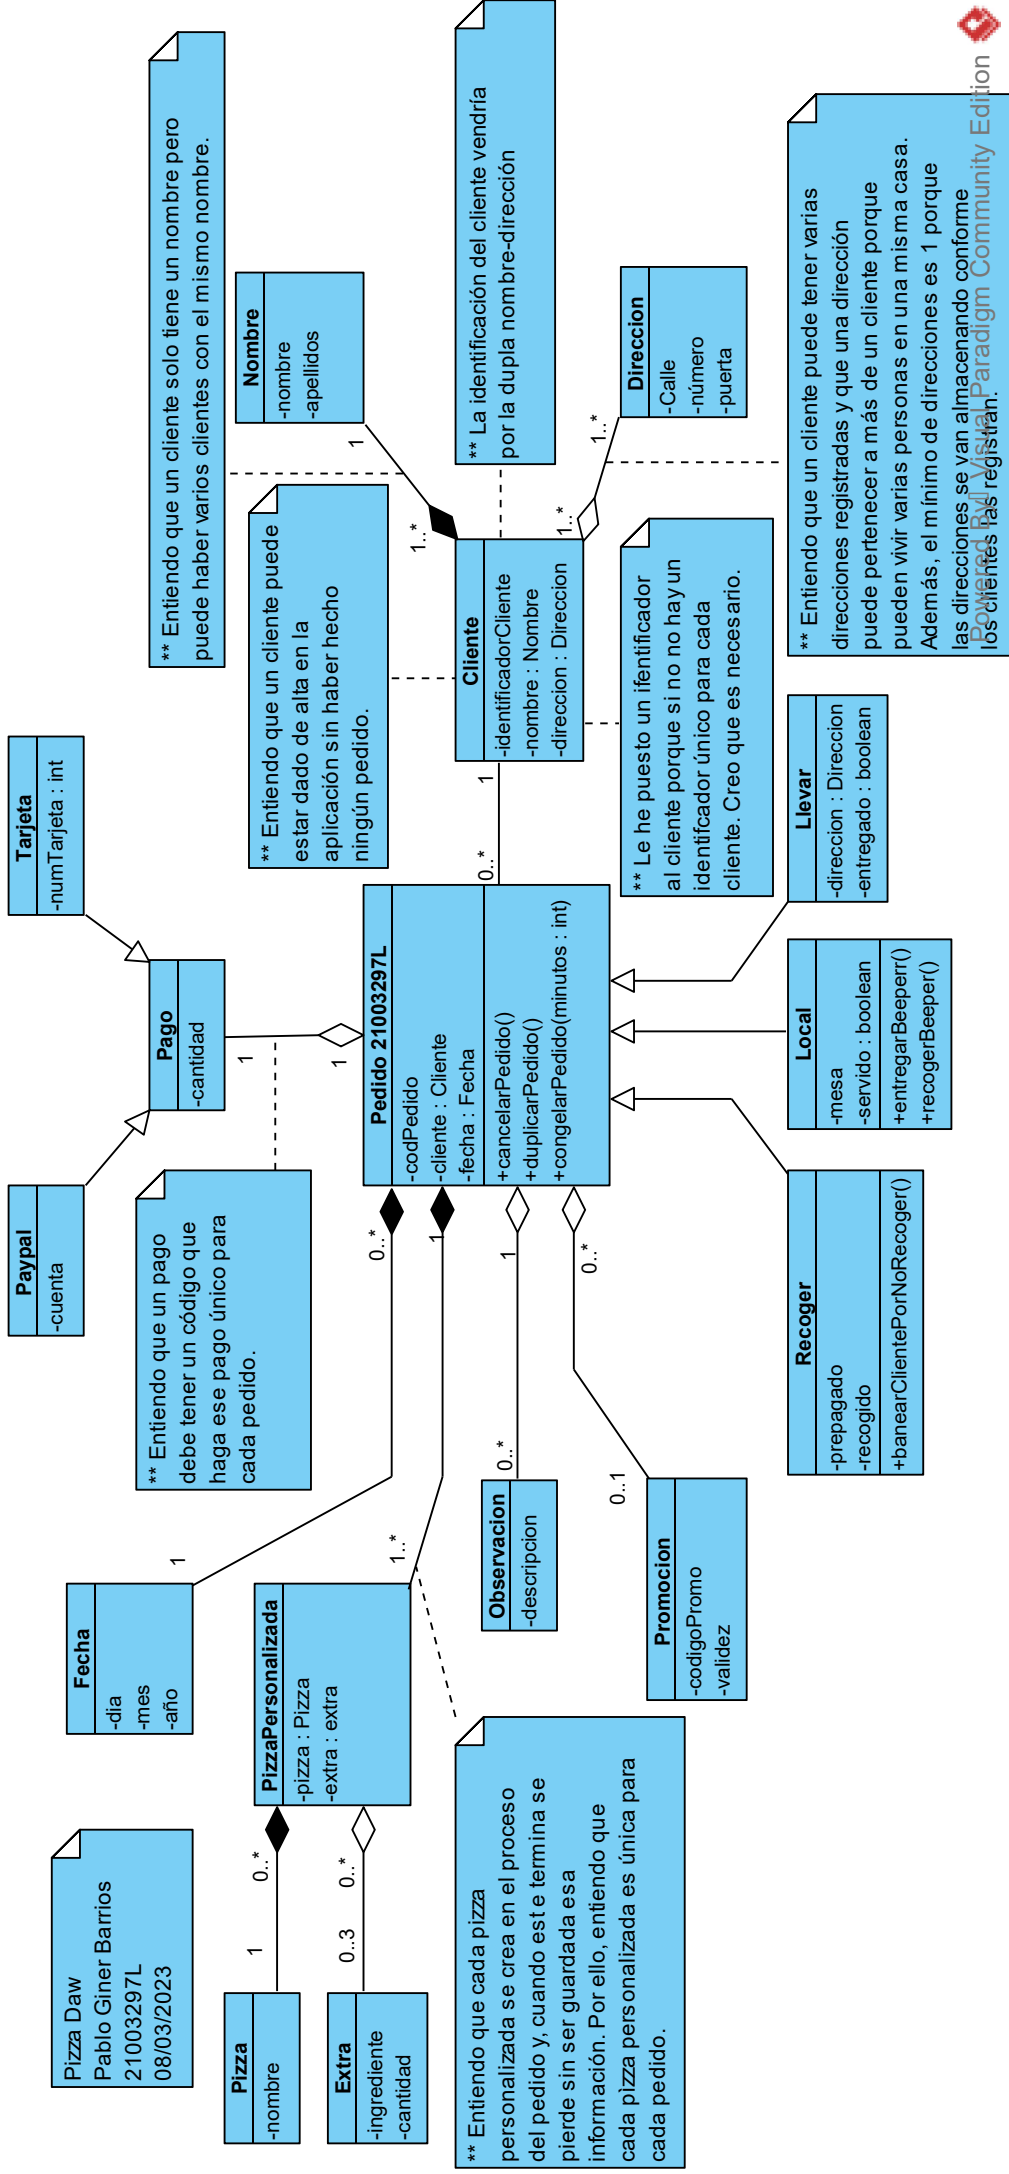 Pizza Daw
Pablo Giner Barrios
21003297L
08/03/2023
Fecha
-dia
-mes
-año
Paypal
-cuenta
Tarjeta
-numTarjeta : int
Pago
-cantidad
** Entiendo que un pago
debe tener un código que
haga ese pago único para
cada pedido.
** Entiendo que un cliente solo tiene un nombre pero
puede haber varios clientes con el mismo nombre.
Nombre
-nombre
-apellidos
** Entiendo que un cliente puede
estar dado de alta en la
aplicación sin haber hecho
ningún pedido.
Pizza
-nombre
Extra
-ingrediente
-cantidad
PizzaPersonalizada
-pizza : Pizza
-extra : extra
1
0..*
0..3
0..*
1
0..*
1..*
1
1
1
Pedido 21003297L
-codPedido
-cliente : Cliente
-fecha : Fecha
+cancelarPedido()
+duplicarPedido()
+congelarPedido(minutos : int)
0..*
1
Cliente
-identificadorCliente
-nombre : Nombre
-direccion : Direccion
1..*
1
1..*
1..*
** La identificación del cliente vendría
por la dupla nombre-dirección
Direccion
-Calle
-número
-puerta
** Entiendo que cada pizza
personalizada se crea en el proceso
del pedido y, cuando est e termina se
pierde sin ser guardada esa
información. Por ello, entiendo que
cada pizza personalizada es única para
cada pedido.
Observacion
-descripcion
0..*
1
Promocion
-codigoPromo
-validez
0..1
0..*
** Le he puesto un ifentificador
al cliente porque si no no hay un
identifcador único para cada
cliente. Creo que es necesario.
Recoger
-prepagado
-recogido
+banearClientePorNoRecoger()
Local
-mesa
-servido : boolean
+entregarBeeperr()
+recogerBeeper()
Llevar
-direccion : Direccion
-entregado : boolean
** Entiendo que un cliente puede tener varias
direcciones registradas y que una dirección
puede pertenecer a más de un cliente porque
pueden vivir varias personas en una misma casa.
Además, el mínimo de direcciones es 1 porque
las direcciones se van almacenando conforme
los clientes las registran.
Powered By Visual Paradigm Community Edition